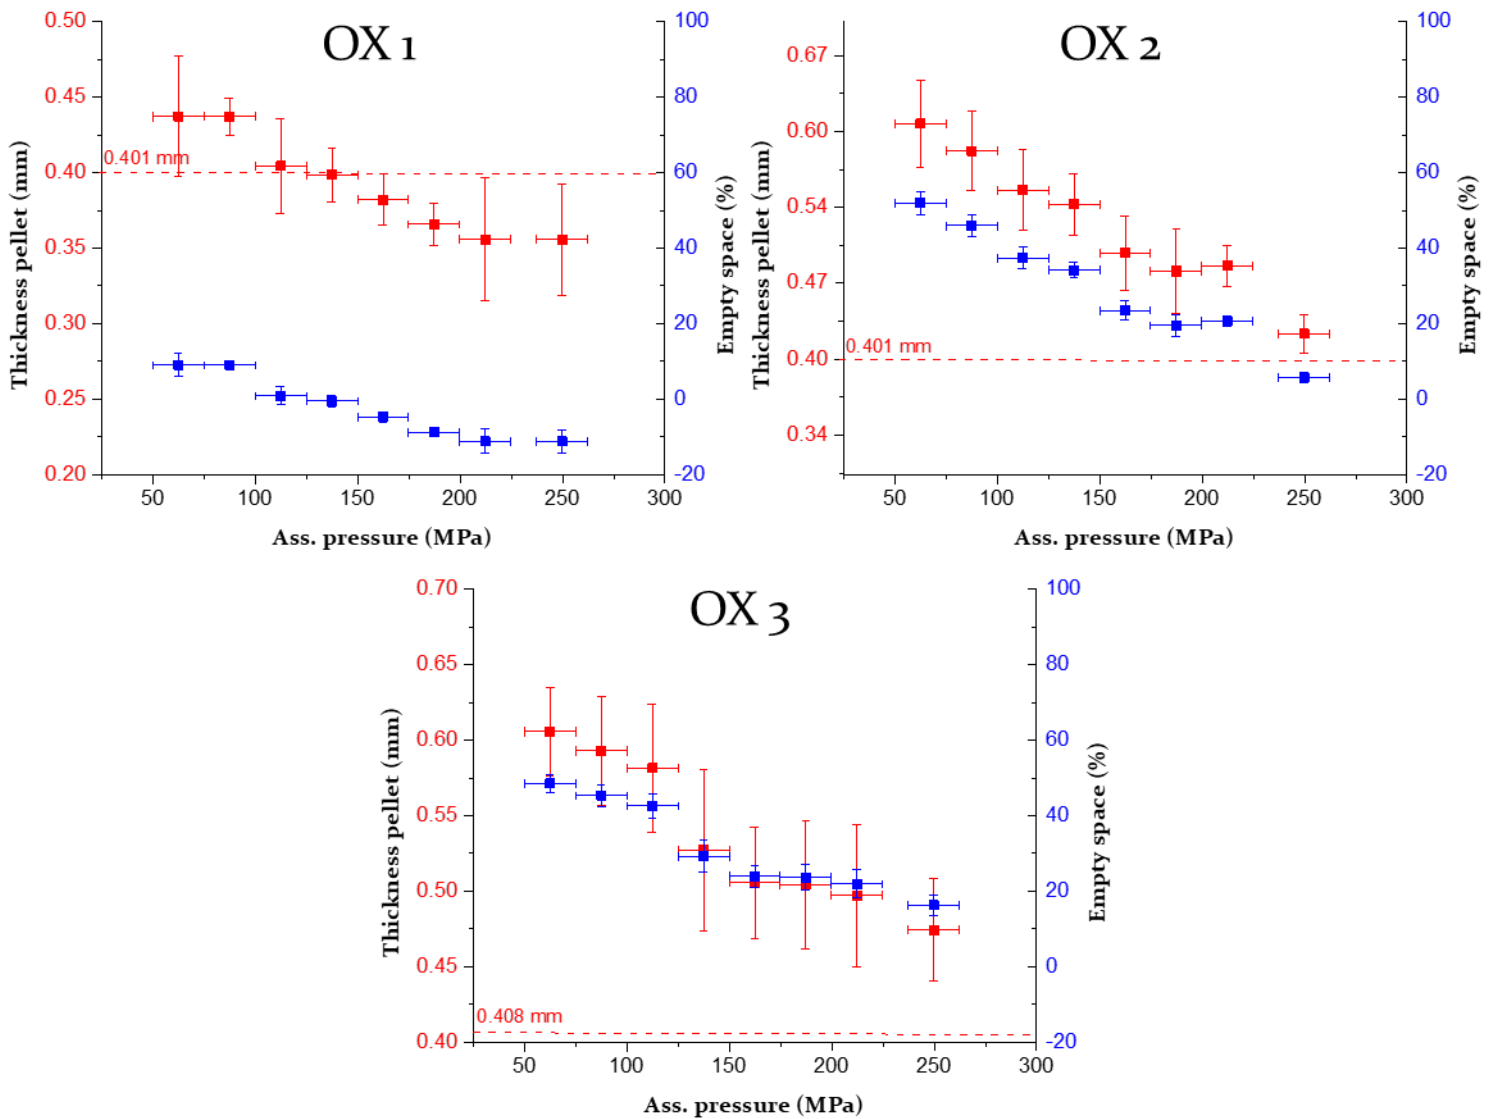 OX 1
0.50
0.45
0.40
0.35
0.30
0.25
0.20
Thickness pellet (mm)
0.401 mm
100
80
60
40
20
0
-20
Empty space (%)
50 100 150 200 250 300
Ass. pressure (MPa)
OX 2
0.67
0.60
0.54
0.47
0.40
0.34
Thickness pellet (mm)
0.401 mm
100
80
60
40
20
0
-20
Empty space (%)
50 100 150 200 250 300
Ass. pressure (MPa)
OX 3
0.70
0.65
0.60
0.55
0.50
0.45
0.40
Thickness pellet (mm)
0.408 mm
100
80
60
40
20
0
-20
Empty space (%)
50 100 150 200 250 300
Ass. pressure (MPa)